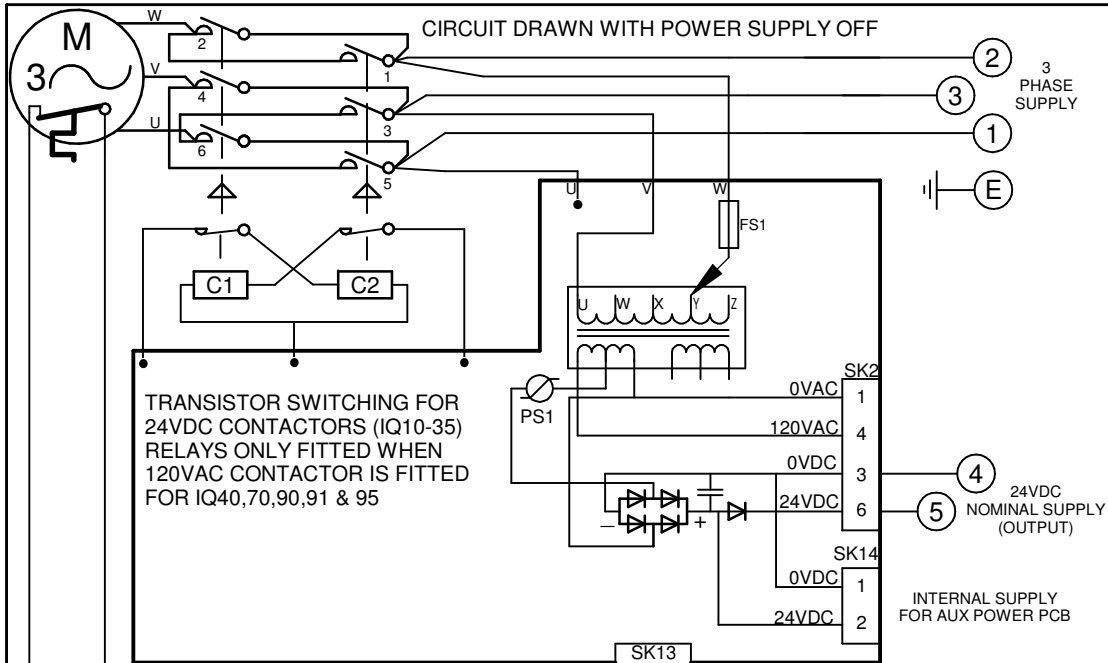 CIRCUIT DRAWN WITH POWER SUPPLY OFF
M
3
W
V
U
2
4
6
1
3
5
2
3
1
E
3
PHASE
SUPPLY
U
V
W
FS1
C1
C2
U
W
X
Y
Z
PS1
TRANSISTOR SWITCHING FOR
24VDC CONTACTORS (IQ10-35)
RELAYS ONLY FITTED WHEN
120VAC CONTACTOR IS FITTED
FOR IQ40,70,90,91 & 95
SK2
0VAC 1
120VAC 4
0VDC 3
24VDC 6
4
5
24VDC
NOMINAL SUPPLY
(OUTPUT)
− +
SK14
0VDC 1
24VDC 2
INTERNAL SUPPLY
FOR AUX POWER PCB
SK13